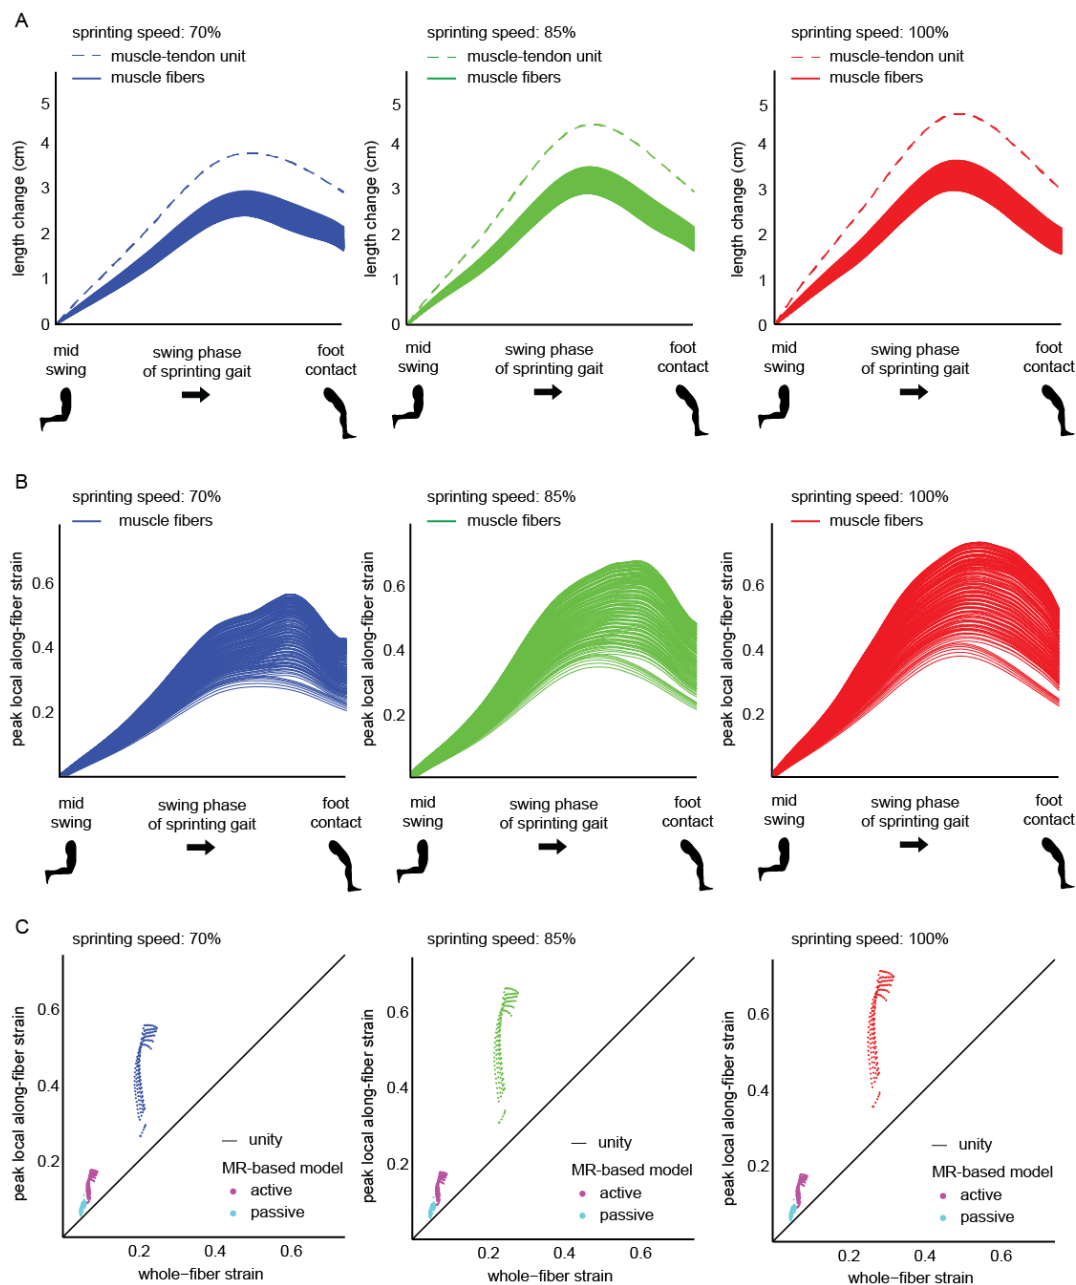 A
sprinting speed: 70%
muscle-tendon unit
muscle fibers
length change (cm)
5
4
3
2
1
0
mid
swing
swing phase
of sprinting gait
foot
contact
sprinting speed: 85%
muscle-tendon unit
muscle fibers
length change (cm)
5
4
3
2
1
0
mid
swing
swing phase
of sprinting gait
foot
contact
sprinting speed: 100%
muscle-tendon unit
muscle fibers
length change (cm)
5
4
3
2
1
0
mid
swing
swing phase
of sprinting gait
foot
contact
B
sprinting speed: 70%
muscle fibers
peak local along-fiber strain
0.6
0.4
0.2
mid
swing
swing phase
of sprinting gait
foot
contact
sprinting speed: 85%
muscle fibers
peak local along-fiber strain
0.6
0.4
0.2
mid
swing
swing phase
of sprinting gait
foot
contact
sprinting speed: 100%
muscle fibers
peak local along-fiber strain
0.6
0.4
0.2
mid
swing
swing phase
of sprinting gait
foot
contact
C
sprinting speed: 70%
peak local along-fiber strain
0.6
0.4
0.2
unity
MR-based model
active
passive
0.2
0.4
0.6
whole-fiber strain
sprinting speed: 85%
peak local along-fiber strain
0.6
0.4
0.2
unity
MR-based model
active
passive
0.2
0.4
0.6
whole-fiber strain
sprinting speed: 100%
peak local along-fiber strain
0.6
0.4
0.2
unity
MR-based model
active
passive
0.2
0.4
0.6
whole-fiber strain